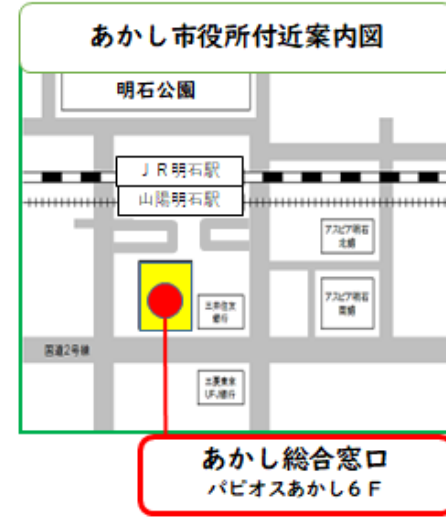 あかし市役所付近案内図
明石公園
JR明石駅
山陽明石駅
アスピア明石
北館
三井住友
銀行
アスピア明石
南館
国道2号線
三菱東京
UFJ銀行
あかし総合窓口
パピオスあかし6F